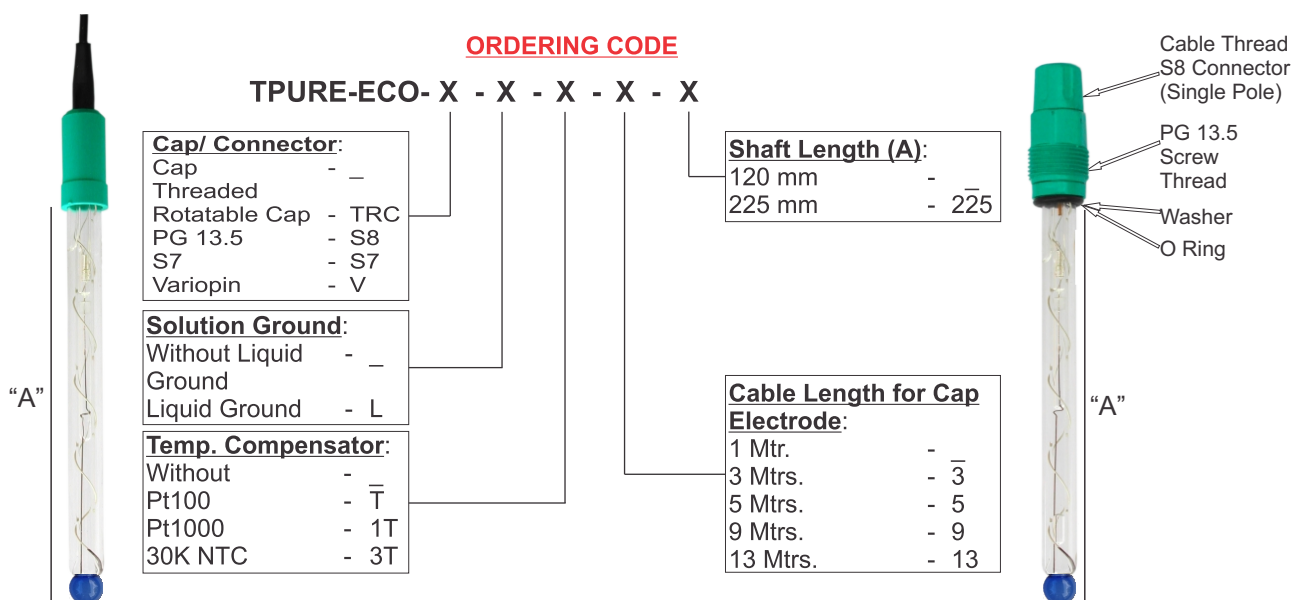 ORDERING CODE
TPURE-ECO- X - X - X - X - X
Cap/ Connector:
Cap - _
Threaded
Rotatable Cap - TRC
PG 13.5 - S8
S7 - S7
Variopin - V
Solution Ground:
Without Liquid - _
Ground
Liquid Ground - L
Temp. Compensator:
Without - _
Pt100 - T
Pt1000 - 1T
30K NTC - 3T
Shaft Length (A):
120 mm - _
225 mm - 225
Cable Length for Cap
Electrode:
1 Mtr. - _
3 Mtrs. - 3
5 Mtrs. - 5
9 Mtrs. - 9
13 Mtrs. - 13
Cable Thread
S8 Connector
(Single Pole)
PG 13.5
Screw
Thread
Washer
O Ring
“A”
“A”